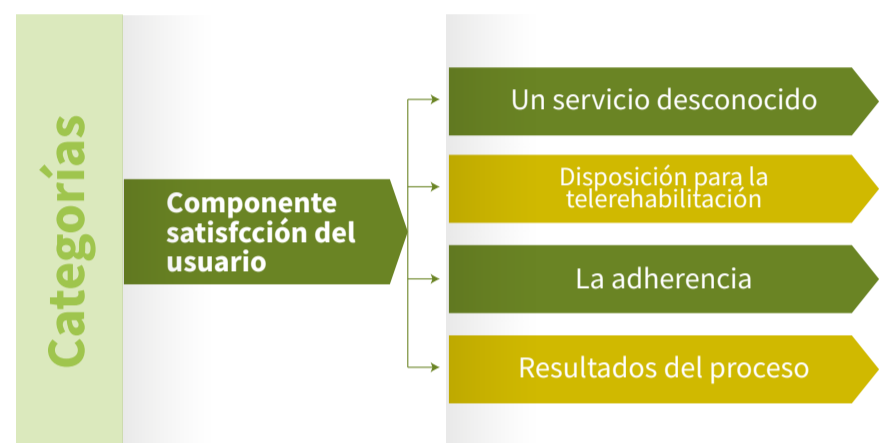 Categorías
Componente
satisfcción del
usuario
Un servicio desconocido
Disposición para la
telerehabilitación
La adherencia
Resultados del proceso